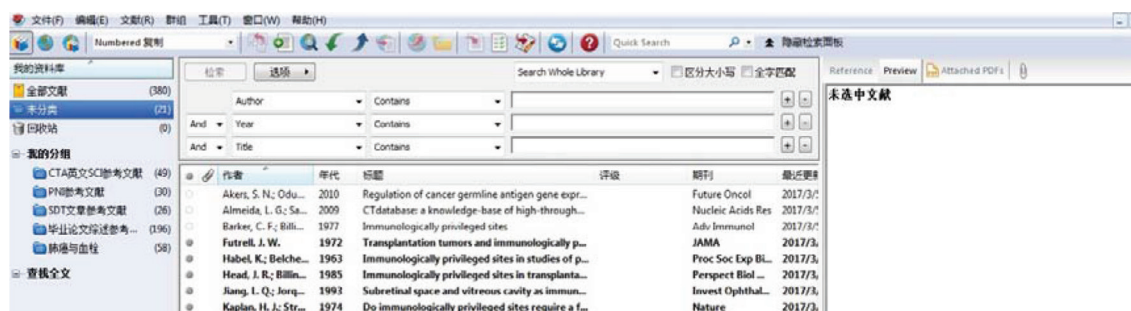 文件(F) 编辑(E) 文献(R) 群组 工具(T) 窗口(W) 帮助(H)
Numbered 复制 Quick Search 隐藏检索面板
我的资料库
全部文献 (380)
未分类 (21)
回收站 (0)
我的分组
CTA英文SCI参考文献 (49)
PNI参考文献 (30)
SDT文章参考文献 (26)
毕业论文综述参考... (196)
肺癌与血栓 (58)
查找全文
检索 选项 Search Whole Library 区分大小写 全字匹配
Author Contains
And Year Contains
And Title Contains
作者 年代 标题 评级 期刊 最近更新
Akers, S. N.; Odu... 2010 Regulation of cancer germline antigen gene expr... Future Oncol 2017/3/
Almeida, L. G.; Sa... 2009 CTdatabase: a knowledge-base of high-through... Nucleic Acids Res 2017/3/
Barker, C. F.; Billi... 1977 Immunologically privileged sites Adv Immunol 2017/3/
Futrell, J. W. 1972 Transplantation tumors and immunologically p... JAMA 2017/3/
Habel, K.; Belche... 1963 Immunologically privileged sites in studies of p... Proc Soc Exp Bi... 2017/3/
Head, J. R.; Billin... 1985 Immunologically privileged sites in transplanta... Perspect Biol ... 2017/3/
Jiang, L. Q.; Jorq... 1993 Subretinal space and vitreous cavity as immun... Invest Ophthal... 2017/3/
Kaplan, H. J.; Str... 1974 Do immunologically privileged sites require a f... Nature 2017/3/
Reference Preview Attached PDFs
未选中文献